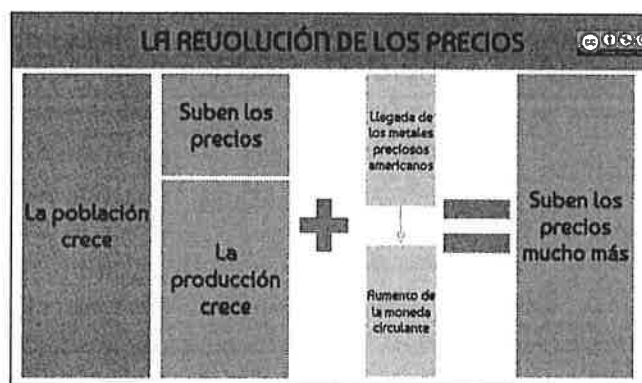 LA REVOLUCIÓN DE LOS PRECIOS
La población
crece
Suben los
precios
La
producción
crece
Llegada de
los metales
preciosos
americanos
Aumento de
la moneda
circulante
Suben los
precios
mucho más